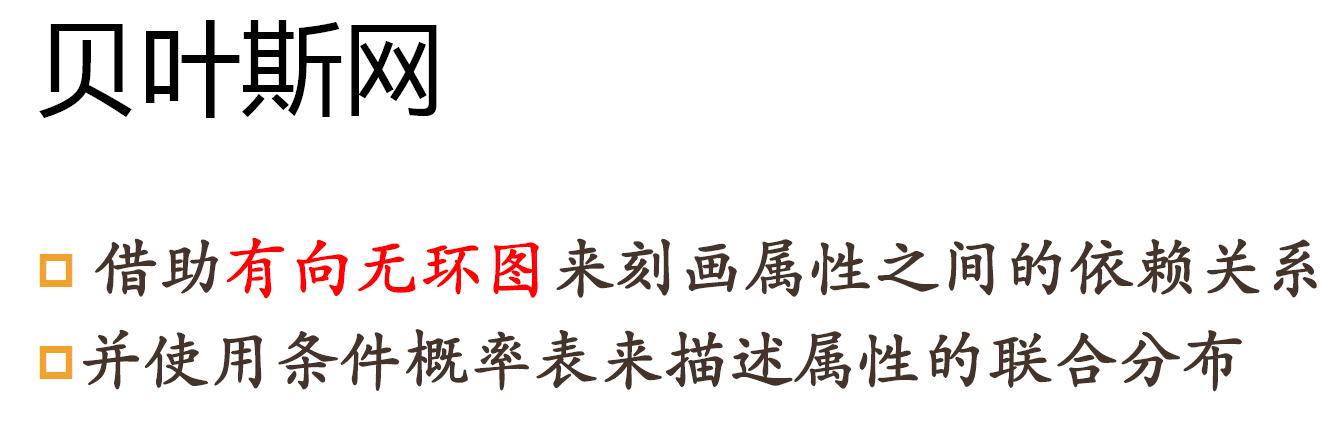 贝叶斯网
借助有向无环图来刻画属性之间的依赖关系
并使用条件概率表来描述属性的联合分布